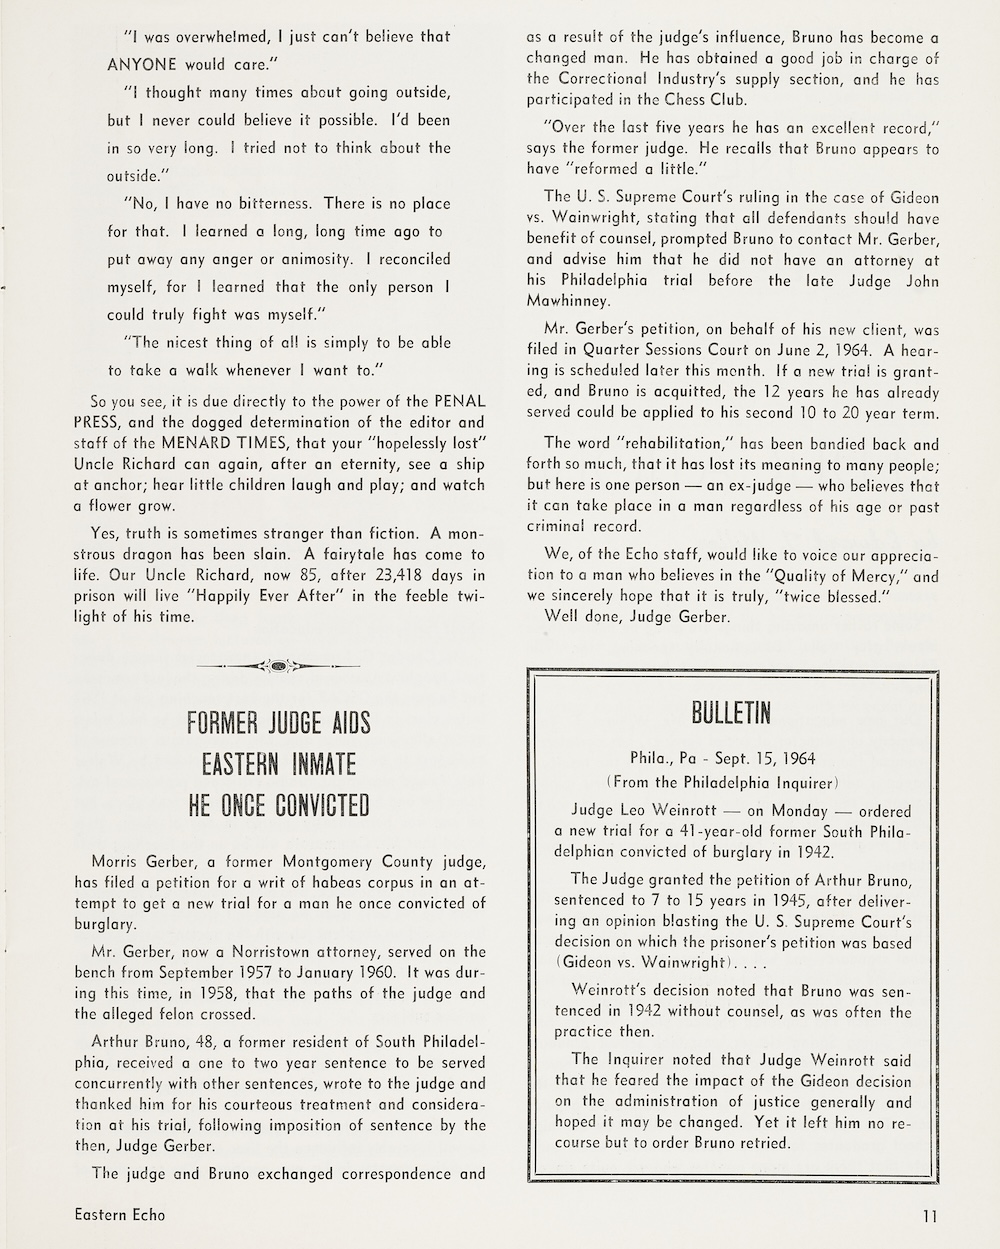 "I was overwhelmed, I just can't believe that
ANYONE would care."
"I thought many times about going outside,
but I never could believe it possible. I'd been
in so very long. I tried not to think about the
outside."
"No, I have no bitterness. There is no place
for that. I learned a long, long time ago to
put away any anger or animosity. I reconciled
myself, for I learned that the only person I
could truly fight was myself."
"The nicest thing of all is simply to be able
to take a walk whenever I want to."
So you see, it is due directly to the power of the PENAL
PRESS, and the dogged determination of the editor and
staff of the MENARD TIMES, that your "hopelessly lost"
Uncle Richard can again, after an eternity, see a ship
at anchor; hear little children laugh and play; and watch
a flower grow.
Yes, truth is sometimes stranger than fiction. A mon-
strous dragon has been slain. A fairytale has come to
life. Our Uncle Richard, now 85, after 23,418 days in
prison will live "Happily Ever After" in the feeble twi-
light of his time.
FORMER JUDGE AIDS
EASTERN INMATE
HE ONCE CONVICTED
Morris Gerber, a former Montgomery County judge,
has filed a petition for a writ of habeas corpus in an at-
tempt to get a new trial for a man he once convicted of
burglary.
Mr. Gerber, now a Norristown attorney, served on the
bench from September 1957 to January 1960. It was dur-
ing this time, in 1958, that the paths of the judge and
the alleged felon crossed.
Arthur Bruno, 48, a former resident of South Philadel-
phia, received a one to two year sentence to be served
concurrently with other sentences, wrote to the judge and
thanked him for his courteous treatment and considera-
tion at his trial, following imposition of sentence by the
then, Judge Gerber.
The judge and Bruno exchanged correspondence and
as a result of the judge's influence, Bruno has become a
changed man. He has obtained a good job in charge of
the Correctional Industry's supply section, and he has
participated in the Chess Club.
"Over the last five years he has an excellent record,"
says the former judge. He recalls that Bruno appears to
have "reformed a little."
The U. S. Supreme Court's ruling in the case of Gideon
vs. Wainwright, stating that all defendants should have
benefit of counsel, prompted Bruno to contact Mr. Gerber,
and advise him that he did not have an attorney at
his Philadelphia trial before the late Judge John
Mawhinney.
Mr. Gerber's petition, on behalf of his new client, was
filed in Quarter Sessions Court on June 2, 1964. A hear-
ing is scheduled later this month. If a new trial is grant-
ed, and Bruno is acquitted, the 12 years he has already
served could be applied to his second 10 to 20 year term.
The word "rehabilitation," has been bandied back and
forth so much, that it has lost its meaning to many people;
but here is one person — an ex-judge — who believes that
it can take place in a man regardless of his age or past
criminal record.
We, of the Echo staff, would like to voice our apprecia-
tion to a man who believes in the "Quality of Mercy," and
we sincerely hope that it is truly, "twice blessed."
Well done, Judge Gerber.
BULLETIN
Phila., Pa - Sept. 15, 1964
(From the Philadelphia Inquirer)
Judge Leo Weinrott — on Monday — ordered
a new trial for a 41-year-old former South Phila-
delphian convicted of burglary in 1942.
The Judge granted the petition of Arthur Bruno,
sentenced to 7 to 15 years in 1945, after deliver-
ing an opinion blasting the U. S. Supreme Court's
decision on which the prisoner's petition was based
(Gideon vs. Wainwright). . . .
Weinrott's decision noted that Bruno was sen-
tenced in 1942 without counsel, as was often the
practice then.
The Inquirer noted that Judge Weinrott said
that he feared the impact of the Gideon decision
on the administration of justice generally and
hoped it may be changed. Yet it left him no re-
course but to order Bruno retried.
Eastern Echo
11